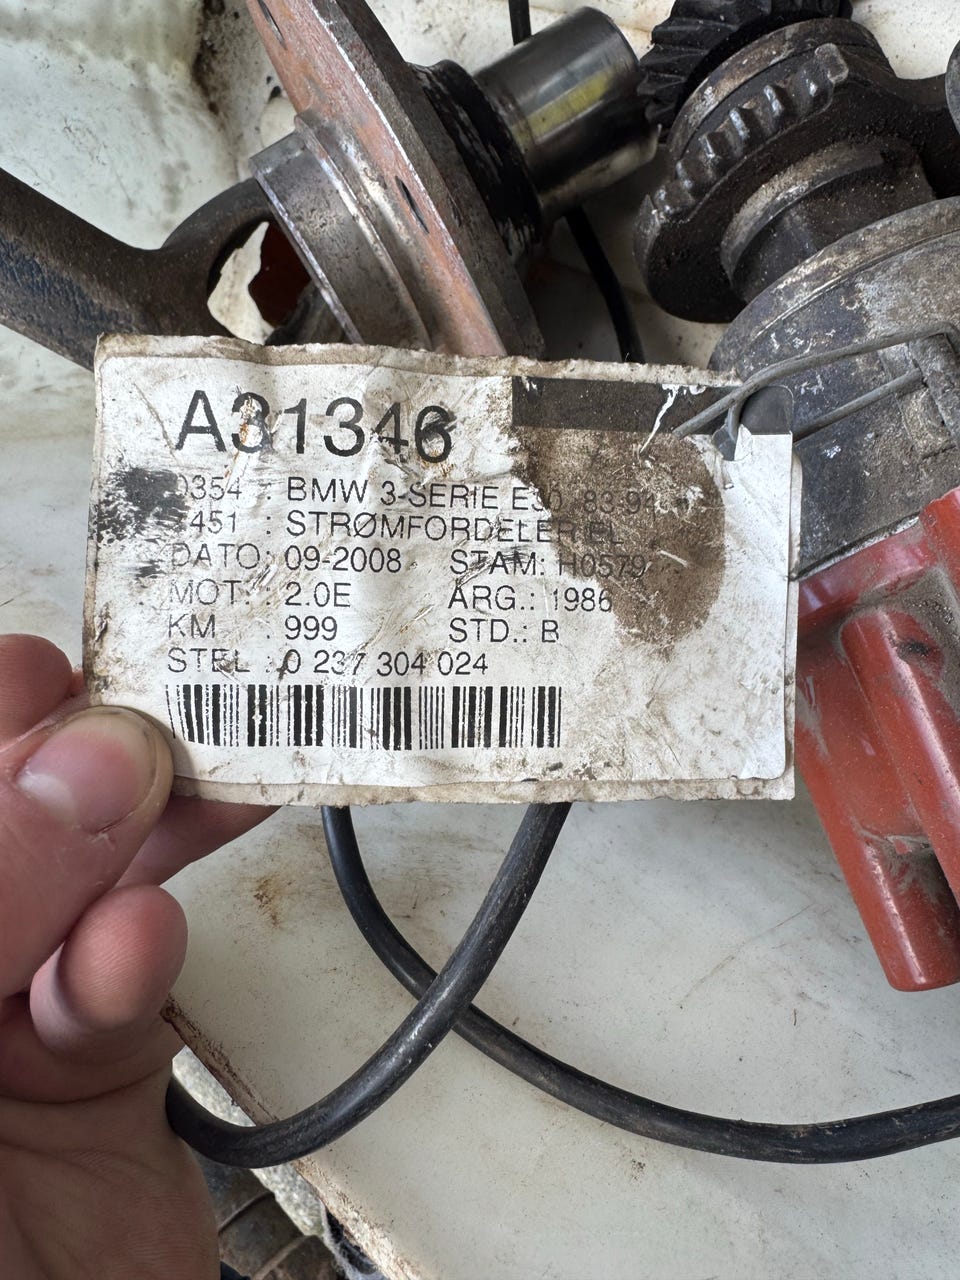 A31346
0354 : BMW 3-SERIE E30 83-9
451 : STRØMFORDELER EL
DATO : 09-2008 STAM: H0579
MOT. : 2.0E ÅRG.: 1986
KM : 999 STD.: B
STEL : 0 237 304 024